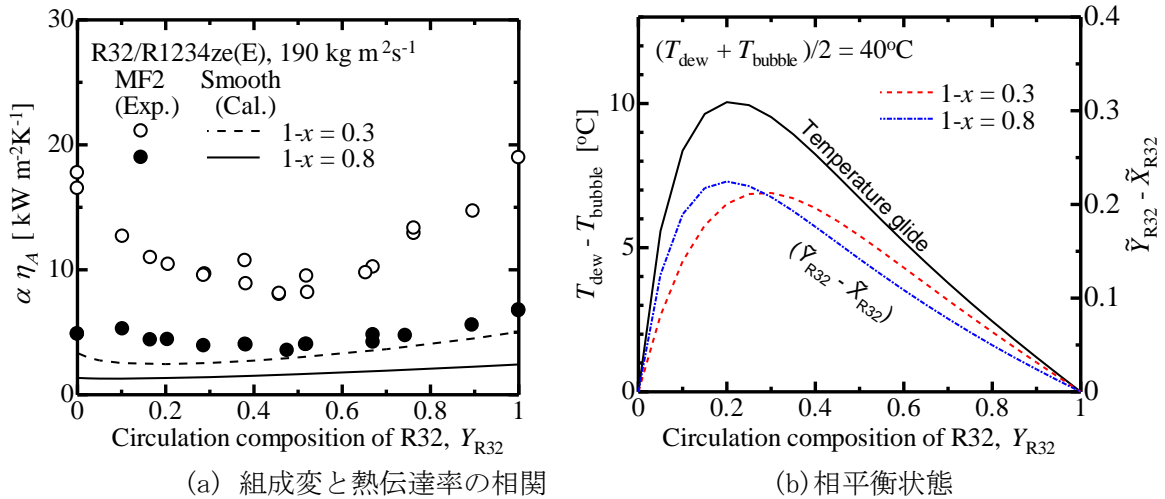 30
20
10
0
α η_A [ kW m⁻²K⁻¹]
R32/R1234ze(E), 190 kg m⁻²s⁻¹
MF2 Smooth
(Exp.) (Cal.)
1-x = 0.3
1-x = 0.8
0 0.2 0.4 0.6 0.8 1
Circulation composition of R32, Y_R32
(a) 組成変と熱伝達率の相関
10
5
0
T_dew - T_bubble [°C]
(T_dew + T_bubble)/2 = 40°C
1-x = 0.3
1-x = 0.8
Temperature glide
(Ỹ_R32 - X̃_R32)
0.4
0.3
0.2
0.1
0
Ỹ_R32 - X̃_R32
0 0.2 0.4 0.6 0.8 1
Circulation composition of R32, Y_R32
(b)相平衡状態